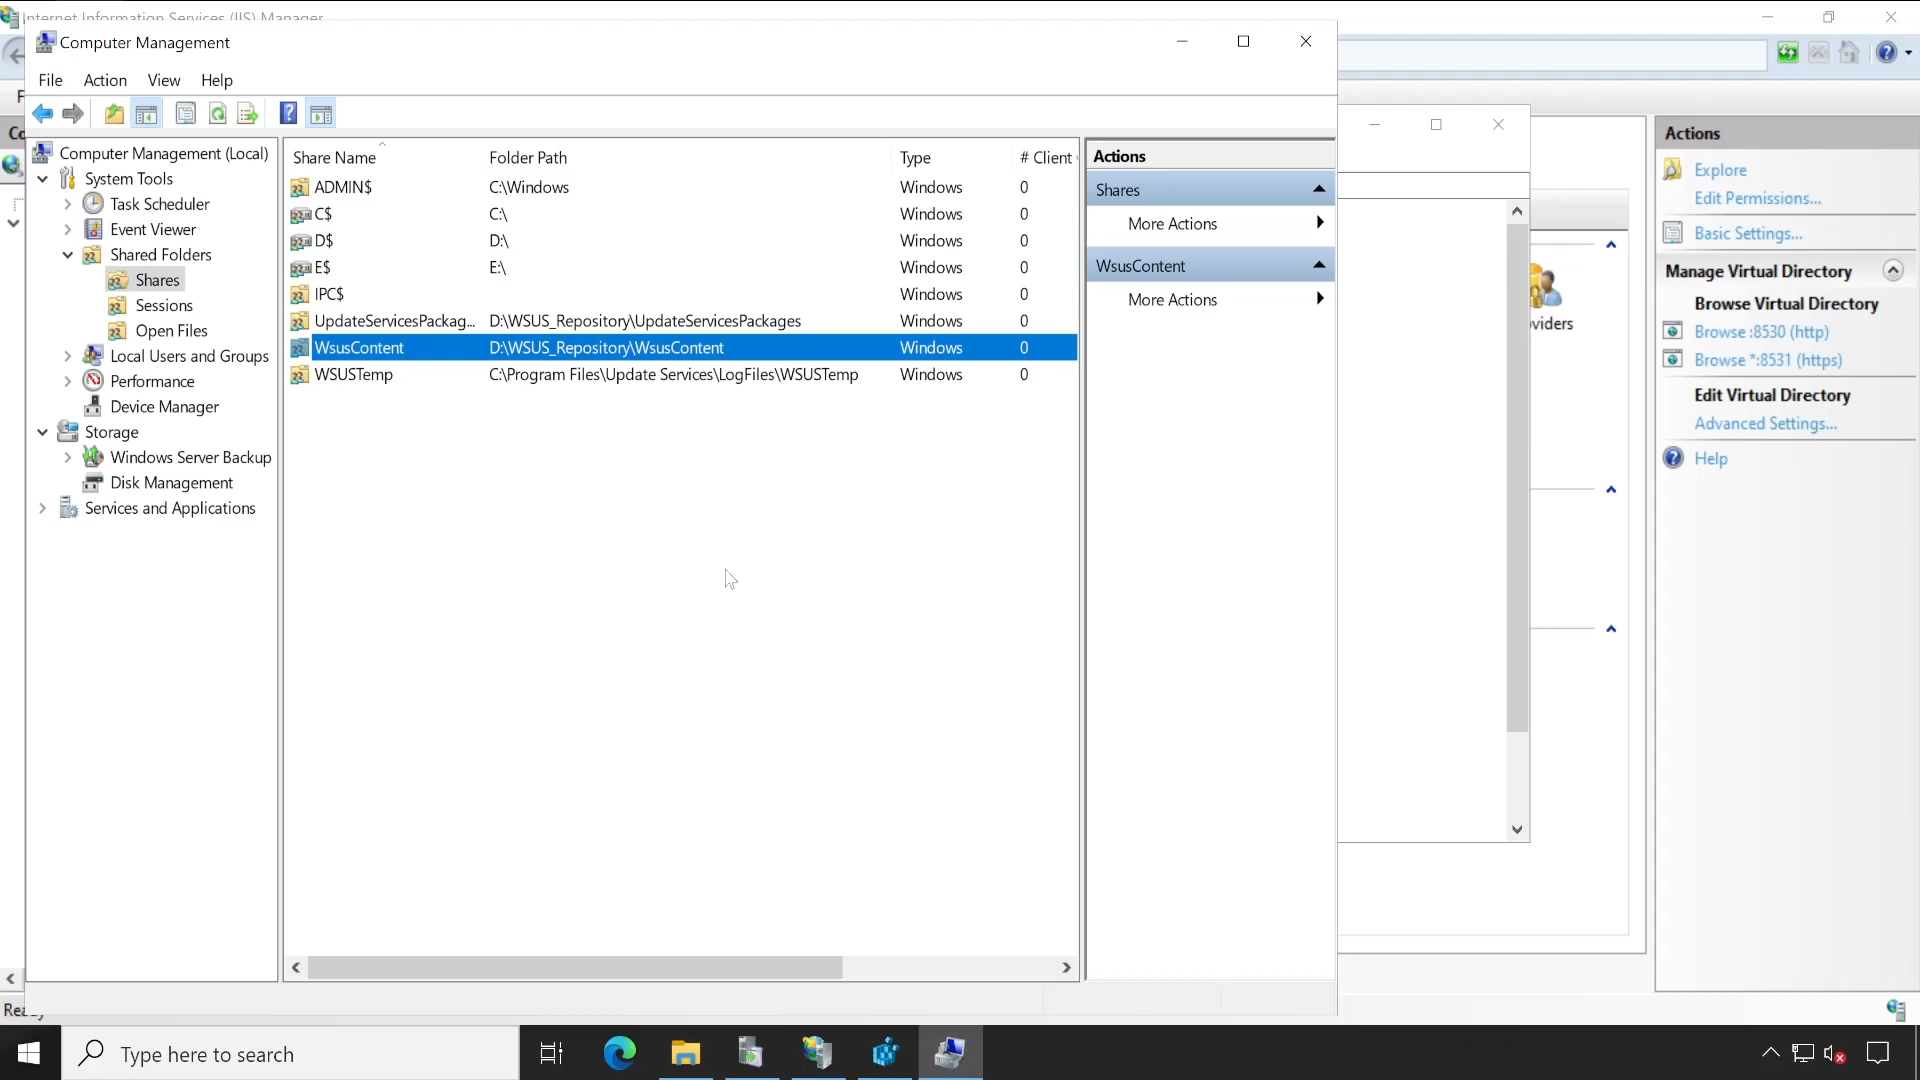 Internet Information Services (IIS) Manager
Computer Management
File Action View Help
Computer Management (Local)
System Tools
Task Scheduler
Event Viewer
Shared Folders
Shares
Sessions
Open Files
Local Users and Groups
Performance
Device Manager
Storage
Windows Server Backup
Disk Management
Services and Applications
Share Name Folder Path Type # Client
ADMIN$ C:\Windows Windows 0
C$ C:\ Windows 0
D$ D:\ Windows 0
E$ E:\ Windows 0
IPC$ Windows 0
UpdateServicesPackag... D:\WSUS_Repository\UpdateServicesPackages Windows 0
WsusContent D:\WSUS_Repository\WsusContent Windows 0
WSUSTemp C:\Program Files\Update Services\LogFiles\WSUSTemp Windows 0
Actions
Shares
More Actions
WsusContent
More Actions
viders
Actions
Explore
Edit Permissions...
Basic Settings...
Manage Virtual Directory
Browse Virtual Directory
Browse :8530 (http)
Browse *:8531 (https)
Edit Virtual Directory
Advanced Settings...
Help
Ready
Type here to search